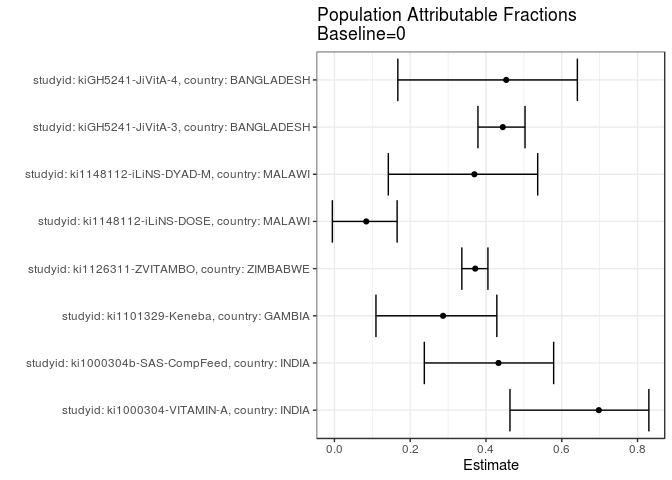 Population Attributable Fractions
Baseline=0
studyid: kiGH5241-JiVitA-4, country: BANGLADESH
studyid: kiGH5241-JiVitA-3, country: BANGLADESH
studyid: ki1148112-iLiNS-DYAD-M, country: MALAWI
studyid: ki1148112-iLiNS-DOSE, country: MALAWI
studyid: ki1126311-ZVITAMBO, country: ZIMBABWE
studyid: ki1101329-Keneba, country: GAMBIA
studyid: ki1000304b-SAS-CompFeed, country: INDIA
studyid: ki1000304-VITAMIN-A, country: INDIA
0.0 0.2 0.4 0.6 0.8
Estimate